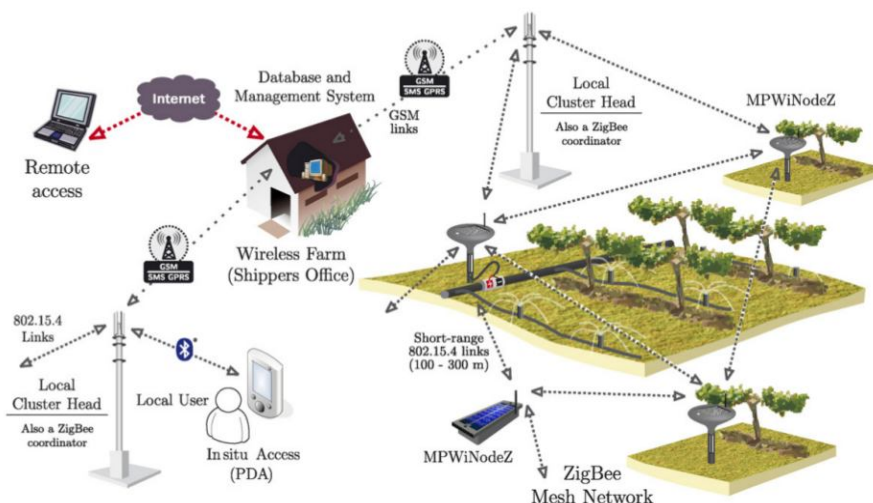 Internet
Remote
access
Database and
Management System
GSM
SMS GPRS
GSM
links
Wireless Farm
(Shippers Office)
Local
Cluster Head
Also a ZigBee
coordinator
MPWiNodeZ
GSM
SMS GPRS
802.15.4
Links
Local
Cluster Head
Also a ZigBee
coordinator
Local User
In situ Access
(PDA)
Short-range
802.15.4 links
(100 - 300 m)
MPWiNodeZ
ZigBee
Mesh Network